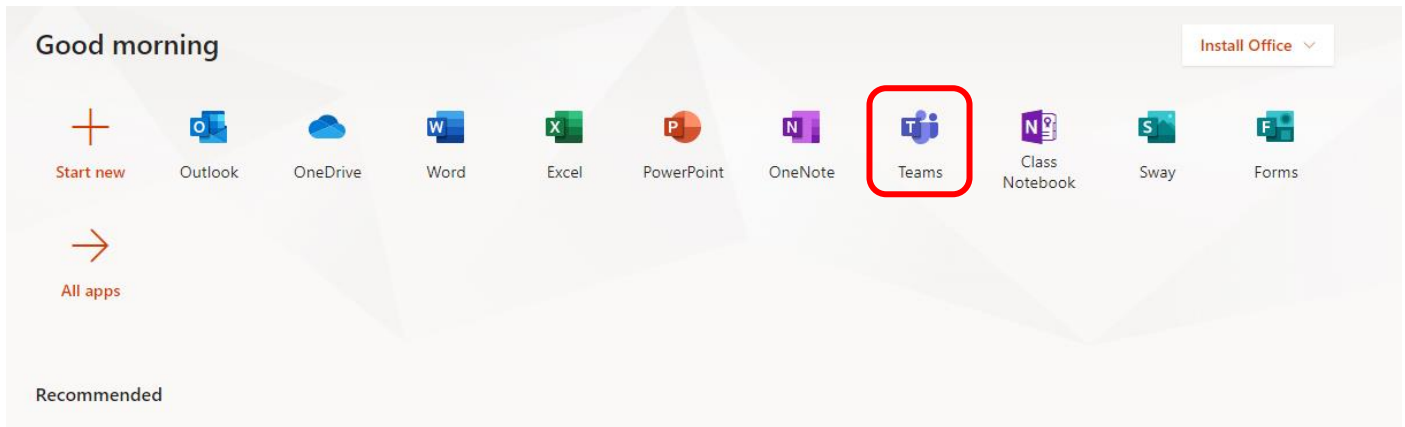 Good morning
Install Office
Start new
Outlook
OneDrive
Word
Excel
PowerPoint
OneNote
Teams
Class
Notebook
Sway
Forms
All apps
Recommended